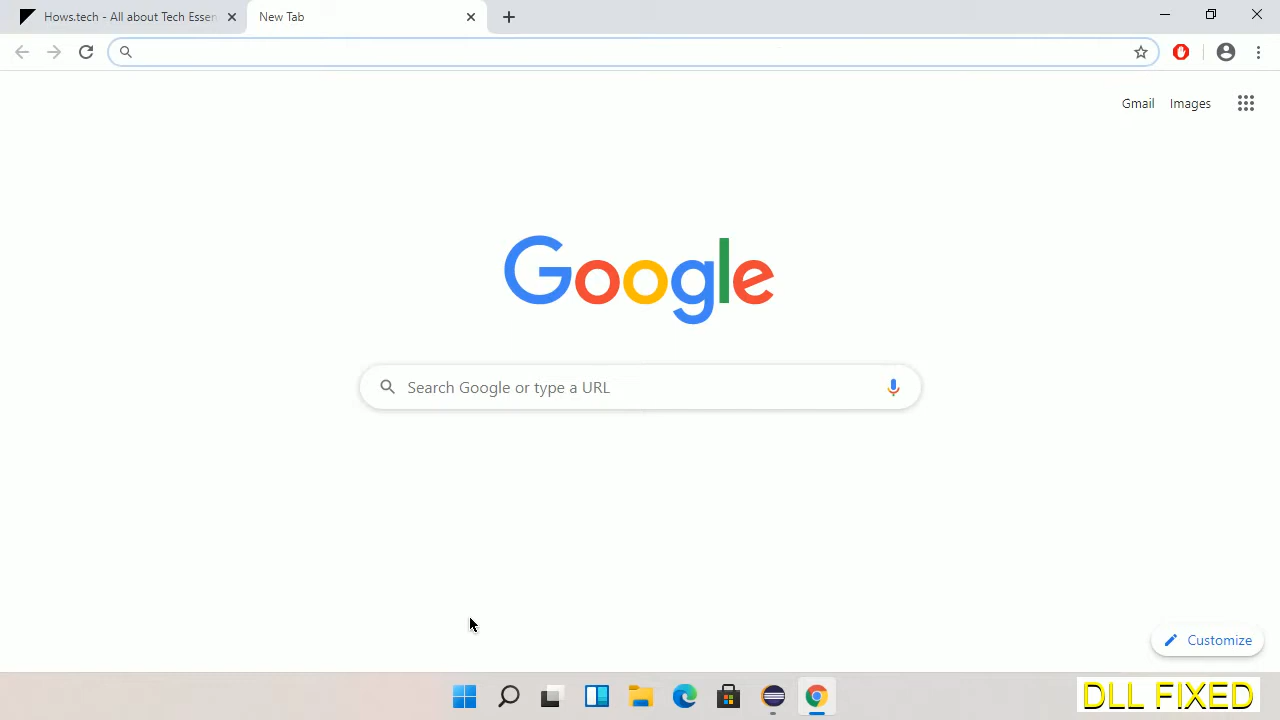 Hows.tech - All about Tech Essen
New Tab
Gmail
Images
Google
Search Google or type a URL
Customize
DLL FIXED